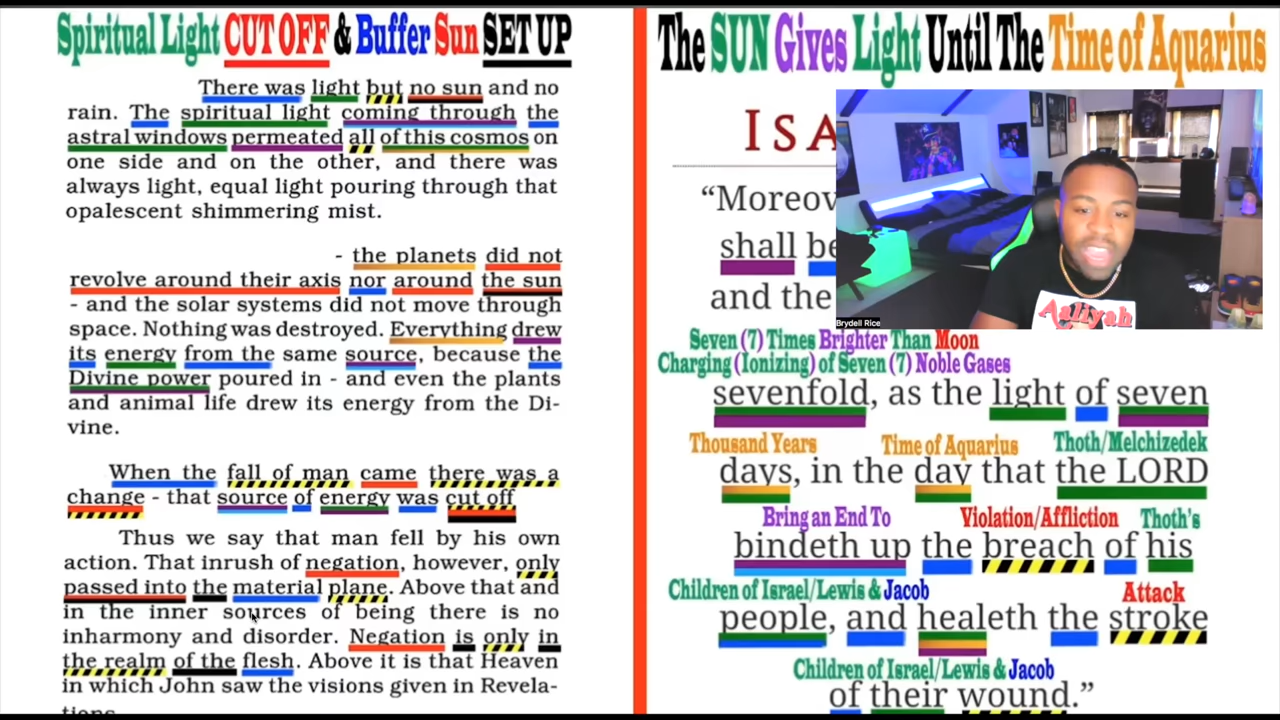 Spiritual Light CUT OFF & Buffer Sun SET UP
There was light but no sun and no
rain. The spiritual light coming through the
astral windows permeated all of this cosmos on
one side and on the other, and there was
always light, equal light pouring through that
opalescent shimmering mist.
- the planets did not
revolve around their axis nor around the sun
- and the solar systems did not move through
space. Nothing was destroyed. Everything drew
its energy from the same source, because the
Divine power poured in - and even the plants
and animal life drew its energy from the Di-
vine.
When the fall of man came there was a
change - that source of energy was cut off
Thus we say that man fell by his own
action. That inrush of negation, however, only
passed into the material plane. Above that and
in the inner sources of being there is no
inharmony and disorder. Negation is only in
the realm of the flesh. Above it is that Heaven
in which John saw the visions given in Revela-
tions.
The SUN Gives Light Until The Time of Aquarius
ISA
“Moreov
shall be
and the
Brydell Rice
Aaliyah
Seven (7) Times Brighter Than Moon
Charging (Ionizing) of Seven (7) Noble Gases
sevenfold, as the light of seven
Thousand Years Time of Aquarius Thoth/Melchizedek
days, in the day that the LORD
Bring an End To Violation/Affliction Thoth's
bindeth up the breach of his
Children of Israel/Lewis & Jacob Attack
people, and healeth the stroke
Children of Israel/Lewis & Jacob
of their wound.”